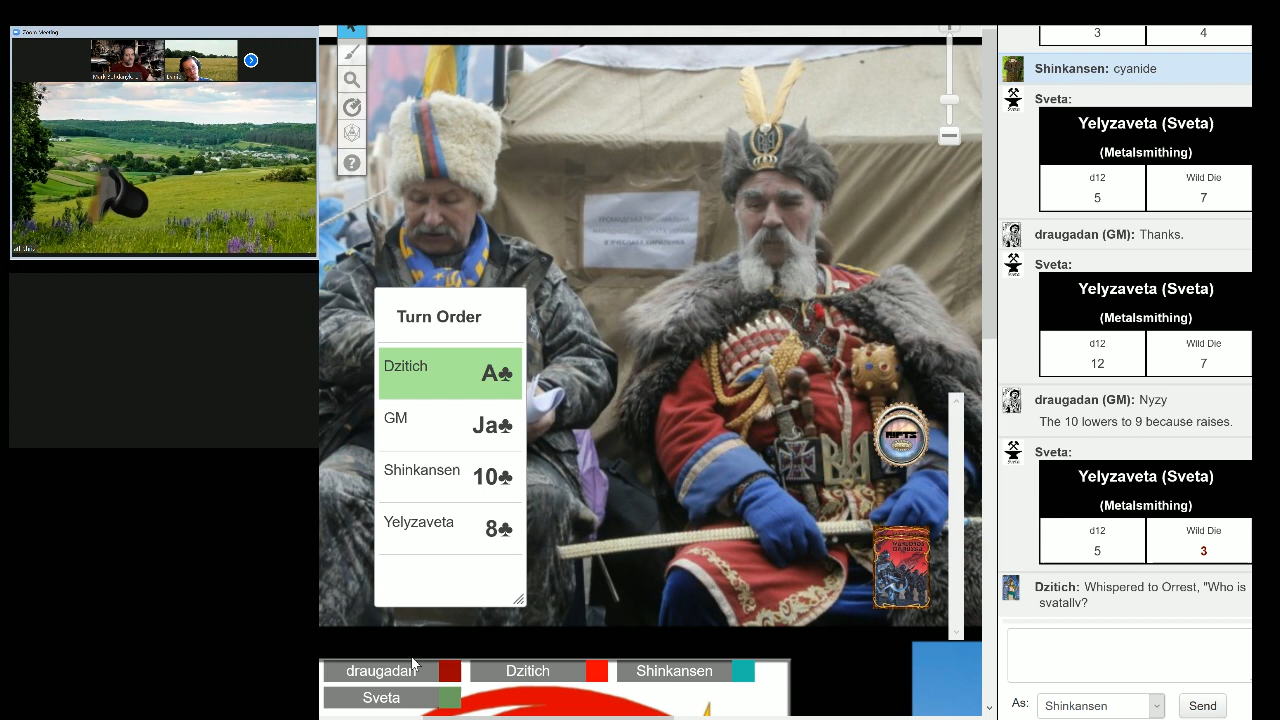 Zoom Meeting
Turn Order
Dzitich
A♣
GM
Ja♣
Shinkansen
10♣
Yelyzaveta
8♣
draugadan
Dzitich
Shinkansen
Sveta
3
4
Shinkansen: cyanide
Sveta:
Yelyzaveta (Sveta)
(Metalsmithing)
d12
Wild Die
5
7
draugadan (GM): Thanks.
Sveta:
Yelyzaveta (Sveta)
(Metalsmithing)
d12
Wild Die
12
7
draugadan (GM): Nyzy
The 10 lowers to 9 because raises.
Sveta:
Yelyzaveta (Sveta)
(Metalsmithing)
d12
Wild Die
5
3
Dzitich: Whispered to Orrest, "Who is
svatally?
As:
Shinkansen
Send